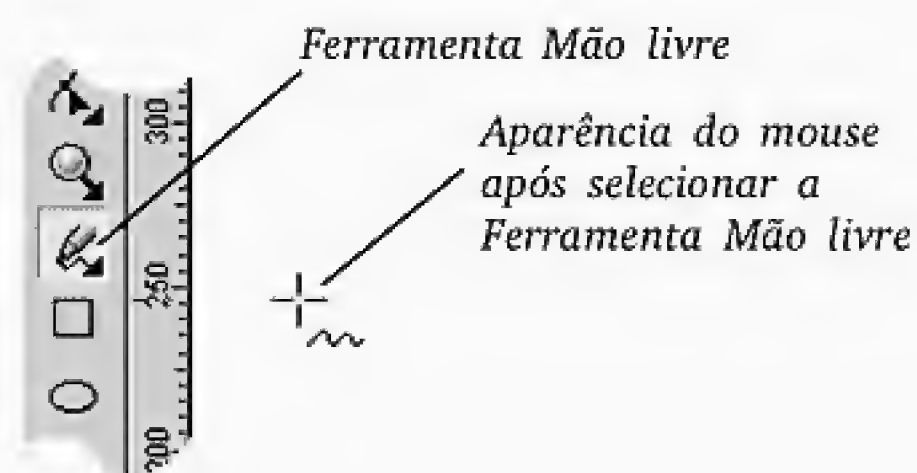 Ferramenta Mão livre
Aparência do mouse
após selecionar a
Ferramenta Mão livre
300
250
200